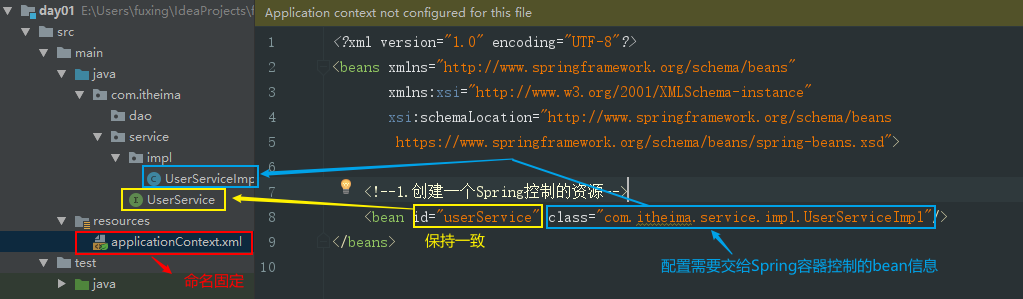 day01 E:\Users\fuxing\IdeaProjects\f
src
main
java
com.itheima
dao
service
impl
UserServiceImp
UserService
resources
applicationContext.xml
命名固定
test
java
Application context not configured for this file
1 <?xml version="1.0" encoding="UTF-8"?>
2 <beans xmlns="http://www.springframework.org/schema/beans"
3 xmlns:xsi="http://www.w3.org/2001/XMLSchema-instance"
4 xsi:schemaLocation="http://www.springframework.org/schema/beans
5 https://www.springframework.org/schema/beans/spring-beans.xsd">
6
7 <!--1.创建一个Spring控制的资源-->
8 <bean id="userService" class="com.itheima.service.impl.UserServiceImpl"/>
9 </beans>
保持一致
配置需要交给Spring容器控制的bean信息
10